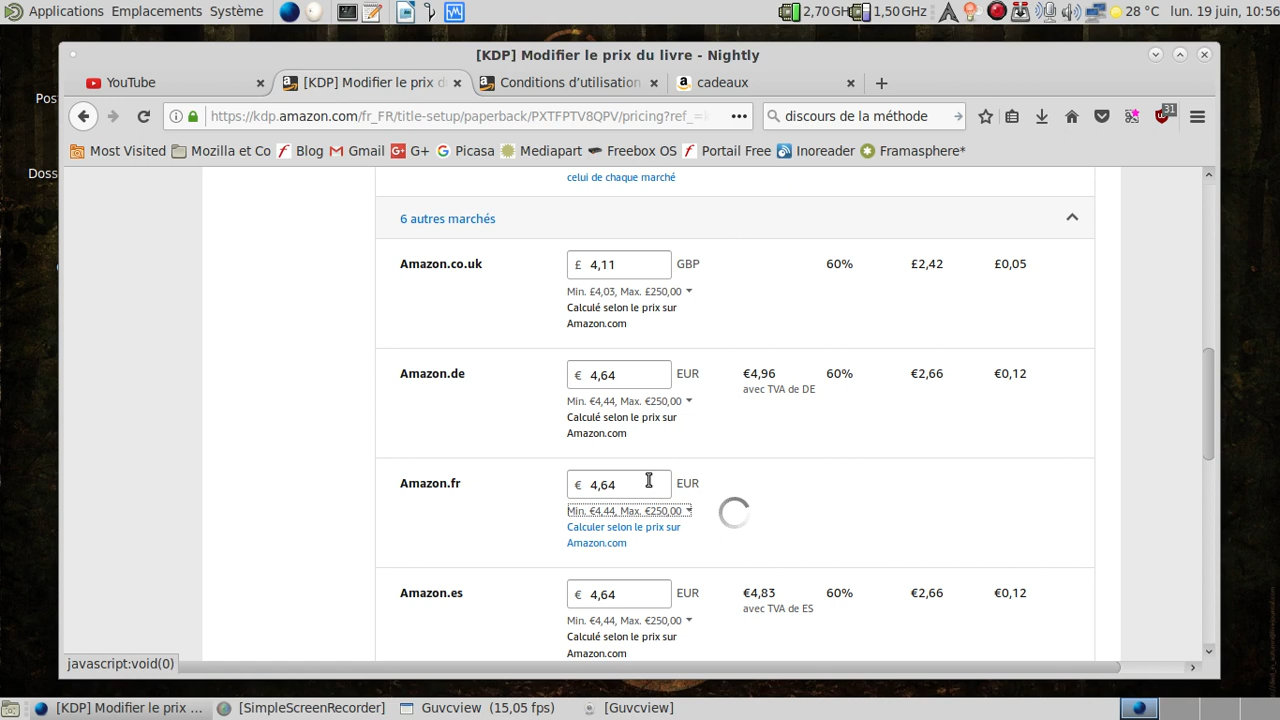 Applications Emplacements Système 2,70GH 1,50GHz 28 °C lun. 19 juin, 10:56
[KDP] Modifier le prix du livre - Nightly
YouTube [KDP] Modifier le prix d Conditions d’utilisation cadeaux
https://kdp.amazon.com/fr_FR/title-setup/paperback/PXTFPTV8QPV/pricing?ref_= discours de la méthode 31
Most Visited Mozilla et Co Blog Gmail G+ Picasa Mediapart Freebox OS Portail Free Inoreader Framasphere*
Pos
Doss
celui de chaque marché
6 autres marchés
Amazon.co.uk £ 4,11 GBP 60% £2,42 £0,05
Min. £4,03, Max. £250,00
Calculé selon le prix sur
Amazon.com
Amazon.de € 4,64 EUR €4,96 60% €2,66 €0,12
avec TVA de DE
Min. €4,44, Max. €250,00
Calculé selon le prix sur
Amazon.com
Amazon.fr € 4,64 EUR
Min. €4,44, Max. €250,00
Calculer selon le prix sur
Amazon.com
Amazon.es € 4,64 EUR €4,83 60% €2,66 €0,12
avec TVA de ES
Min. €4,44, Max. €250,00
Calculé selon le prix sur
Amazon.com
javascript:void(0)
[KDP] Modifier le prix ... [SimpleScreenRecorder] Guvcview (15,05 fps) [Guvcview]